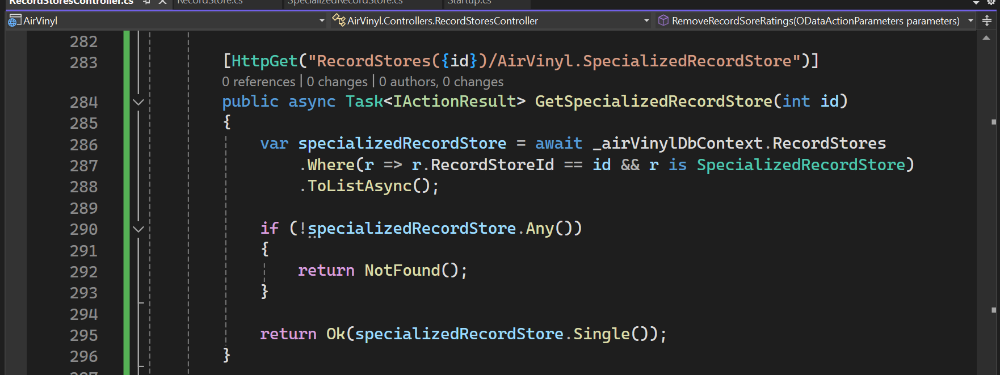 RecordStoresController.cs RecordStore.cs SpecializedRecordStore.cs Startup.cs
AirVinyl AirVinyl.Controllers.RecordStoresController RemoveRecordSoreRatings(ODataActionParameters parameters)
282
283 [HttpGet("RecordStores({id})/AirVinyl.SpecializedRecordStore")]
0 references | 0 changes | 0 authors, 0 changes
284 public async Task<IActionResult> GetSpecializedRecordStore(int id)
285 {
286 var specializedRecordStore = await _airVinylDbContext.RecordStores
287 .Where(r => r.RecordStoreId == id && r is SpecializedRecordStore)
288 .ToListAsync();
289
290 if (!specializedRecordStore.Any())
291 {
292 return NotFound();
293 }
294
295 return Ok(specializedRecordStore.Single());
296 }